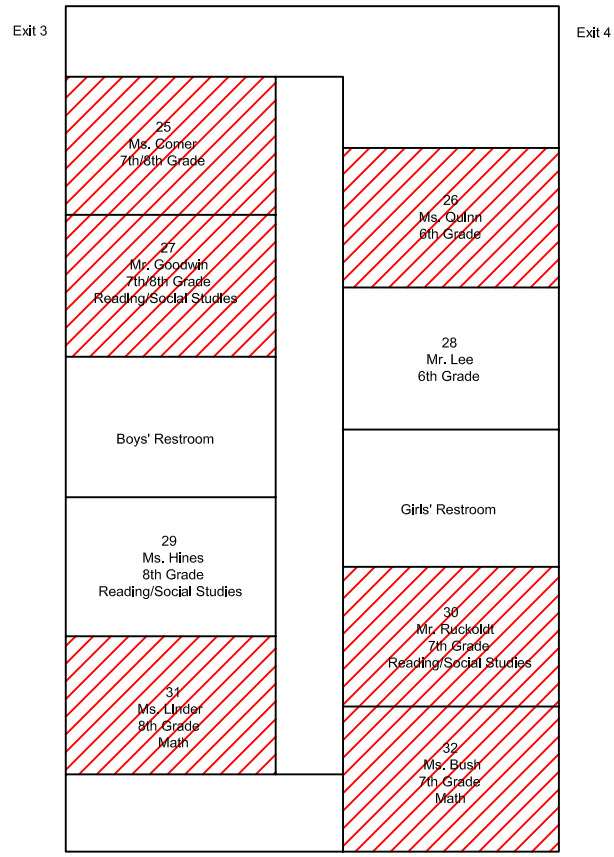 Exit 3
Exit 4
25
Ms. Comer
7th/8th Grade
26
Ms. Quinn
6th Grade
27
Mr. Goodwin
7th/8th Grade
Reading/Social Studies
28
Mr. Lee
6th Grade
Boys' Restroom
Girls' Restroom
29
Ms. Hines
8th Grade
Reading/Social Studies
30
Mr. Ruckoldt
7th Grade
Reading/Social Studies
31
Ms. Linder
8th Grade
Math
32
Ms. Bush
7th Grade
Math